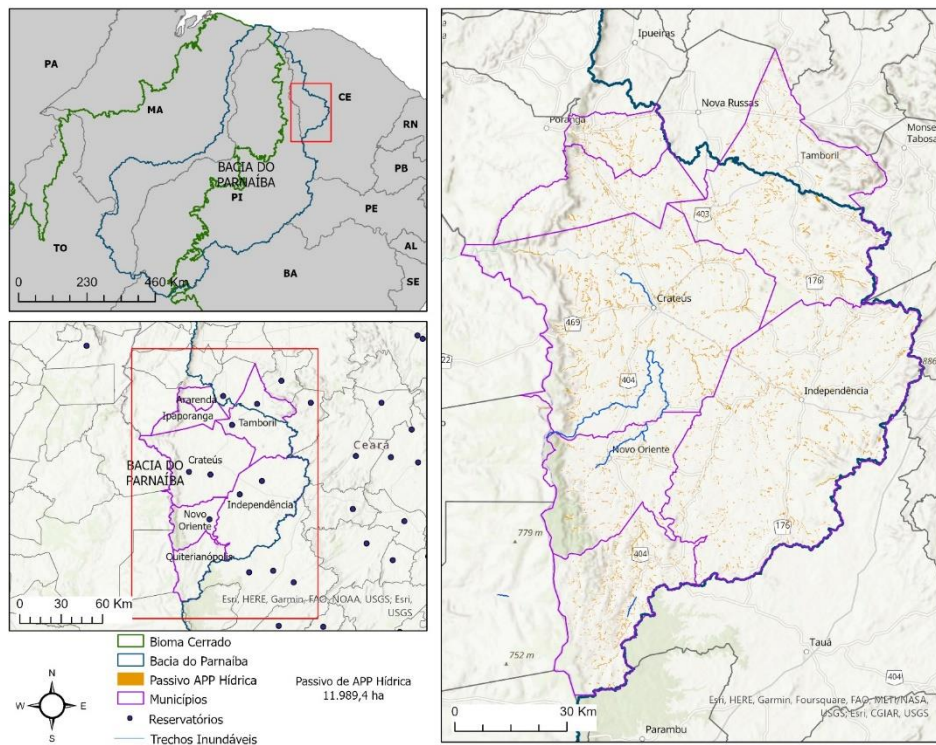 PA
MA
CE
RN
PB
BACIA DO
PARNAÍBA
PI
PE
TO
AL
BA
SE
0 230 460 Km
Ararenda
Ipaporanga
Tamboril
Ceará
Crateús
BACIA DO
PARNAÍBA
Independência
Novo
Oriente
Quiterianópolis
Esri, HERE, Garmin, FAO, NOAA, USGS; Esri,
USGS
0 30 60 Km
Bioma Cerrado
Bacia do Parnaíba
Passivo APP Hídrica
Municípios
Reservatórios
Trechos Inundáveis
Passivo de APP Hídrica
11.989,4 ha
N
W E
S
Ipueiras
Poranga
Nova Russas
Monse
Tabosa
Tamboril
403
176
Crateús
469
22
886
404
Independência
Novo Oriente
176
779 m
404
Tauá
752 m
404
Esri, HERE, Garmin, Foursquare, FAO, METI/NASA,
USGS; Esri, CGIAR, USGS
0 30 Km
Parambu